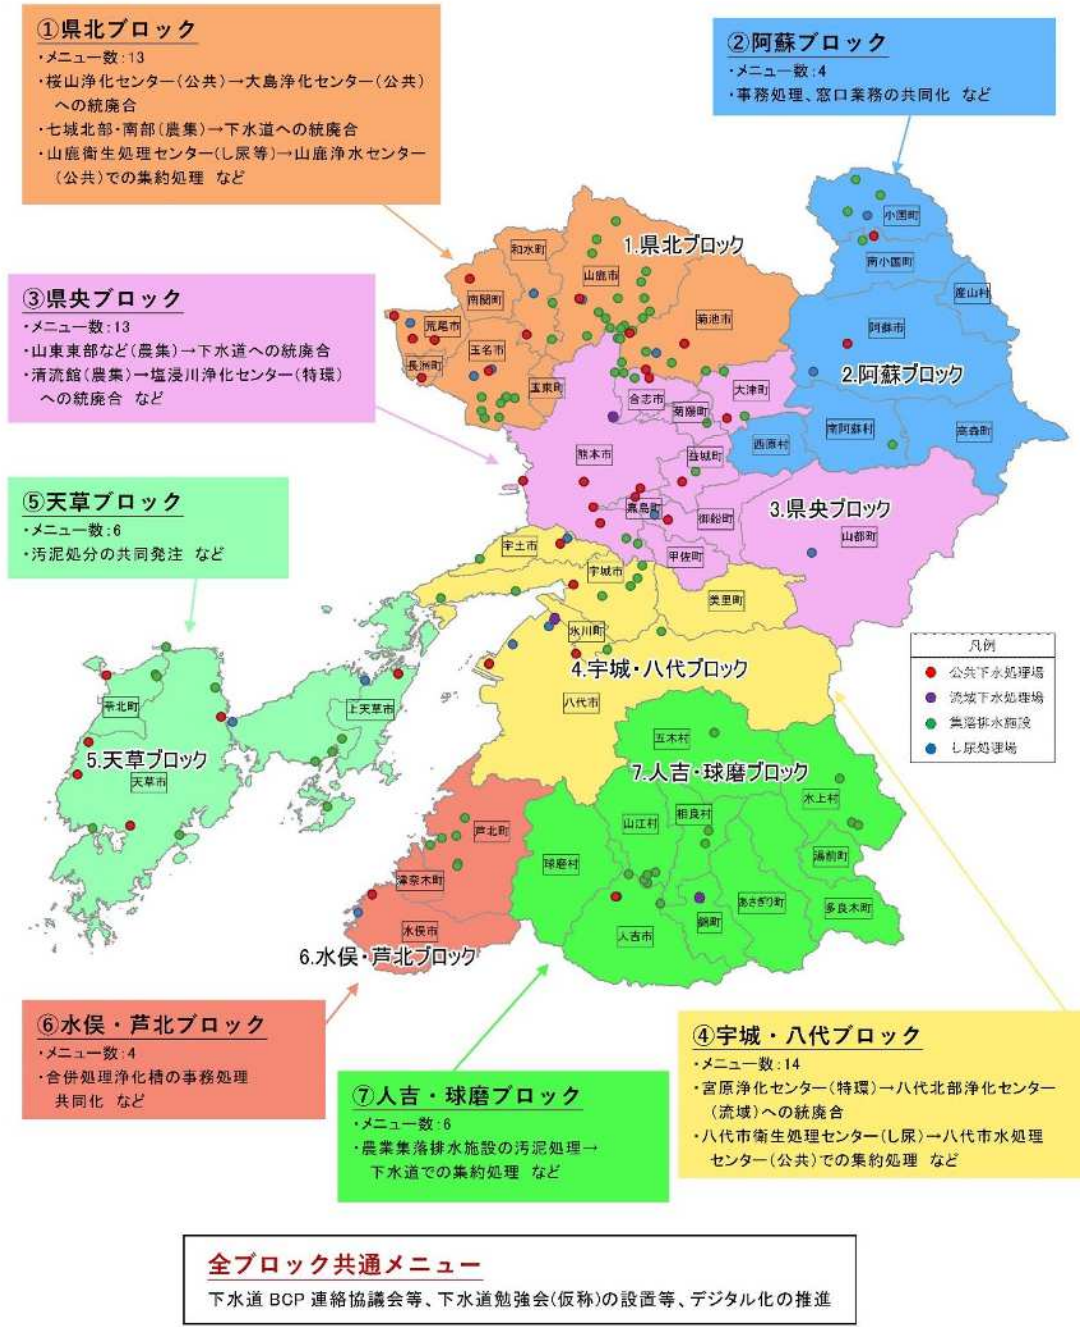 ①県北ブロック
・メニュー数:13
・桜山浄化センター(公共)→大島浄化センター(公共)
への統廃合
・七城北部・南部(農集)→下水道への統廃合
・山鹿衛生処理センター(し尿等)→山鹿浄水センター
(公共)での集約処理 など
②阿蘇ブロック
・メニュー数:4
・事務処理、窓口業務の共同化 など
③県央ブロック
・メニュー数:13
・山東東部など(農集)→下水道への統廃合
・清流館(農集)→塩浸川浄化センター(特環)
への統廃合 など
⑤天草ブロック
・メニュー数:6
・汚泥処分の共同発注 など
1.県北ブロック
和水町
山鹿市
南関町
菊池市
荒尾市
玉名市
長洲町
玉東町
小国町
南小国町
産山村
阿蘇市
2.阿蘇ブロック
南阿蘇村
高森町
西原村
合志市
菊陽町
大津町
熊本市
益城町
嘉島町
御船町
3.県央ブロック
山都町
甲佐町
宇土市
宇城市
美里町
氷川町
4.宇城・八代ブロック
八代市
凡例
公共下水処理場
流域下水処理場
集落排水施設
し尿処理場
苓北町
上天草市
5.天草ブロック
天草市
五木村
7.人吉・球磨ブロック
水上村
山江村
相良村
球磨村
湯前町
あさぎり町
多良木町
錦町
人吉市
芦北町
津奈木町
水俣市
6.水俣・芦北ブロック
⑥水俣・芦北ブロック
・メニュー数:4
・合併処理浄化槽の事務処理
共同化 など
⑦人吉・球磨ブロック
・メニュー数:6
・農業集落排水施設の汚泥処理→
下水道での集約処理 など
④宇城・八代ブロック
・メニュー数:14
・宮原浄化センター(特環)→八代北部浄化センター
(流域)への統廃合
・八代市衛生処理センター(し尿)→八代市水処理
センター(公共)での集約処理 など
全ブロック共通メニュー
下水道 BCP 連絡協議会等、下水道勉強会(仮称)の設置等、デジタル化の推進